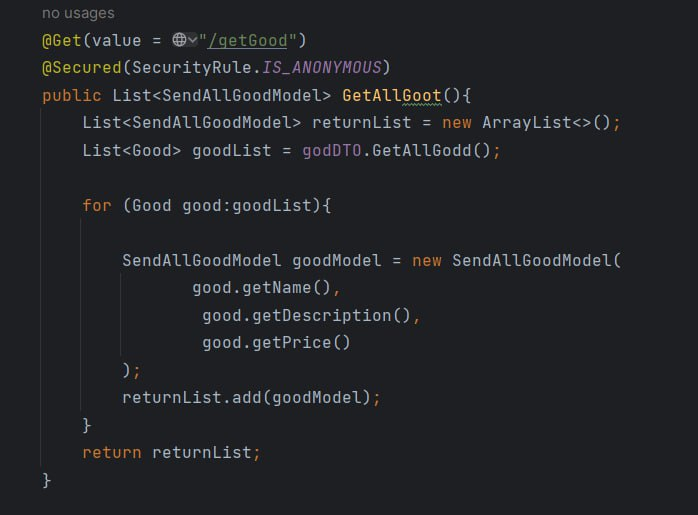 no usages
@Get(value = "/getGood")
@Secured(SecurityRule.IS_ANONYMOUS)
public List<SendAllGoodModel> GetAllGoot(){
List<SendAllGoodModel> returnList = new ArrayList<>();
List<Good> goodList = godDTO.GetAllGodd();
for (Good good:goodList){
SendAllGoodModel goodModel = new SendAllGoodModel(
good.getName(),
good.getDescription(),
good.getPrice()
);
returnList.add(goodModel);
}
return returnList;
}